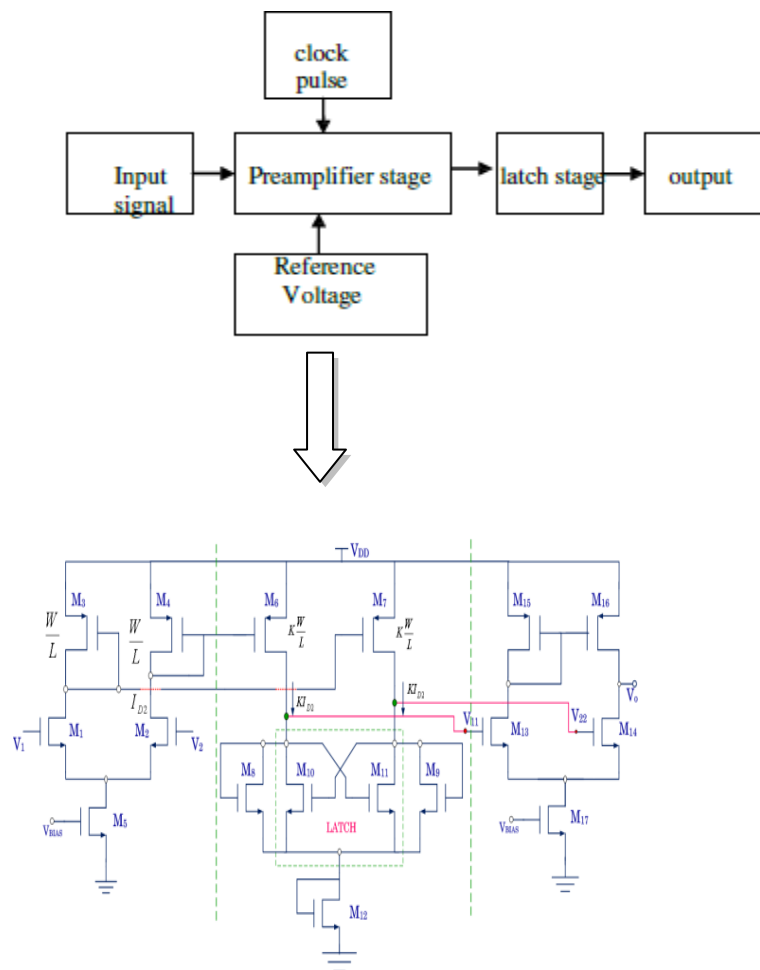 clock
pulse
Input
signal
Preamplifier stage
latch stage
output
Reference
Voltage
VDD
M3
M4
M6
M7
M15
M16
W
L
W
L
K W
L
K W
L
ID2
KID2
KID2
V11
V22
Vo
V1
M1
M2
V2
M13
M14
M8
M10
M11
M9
VBIAS
M5
LATCH
VBIAS
M17
M12